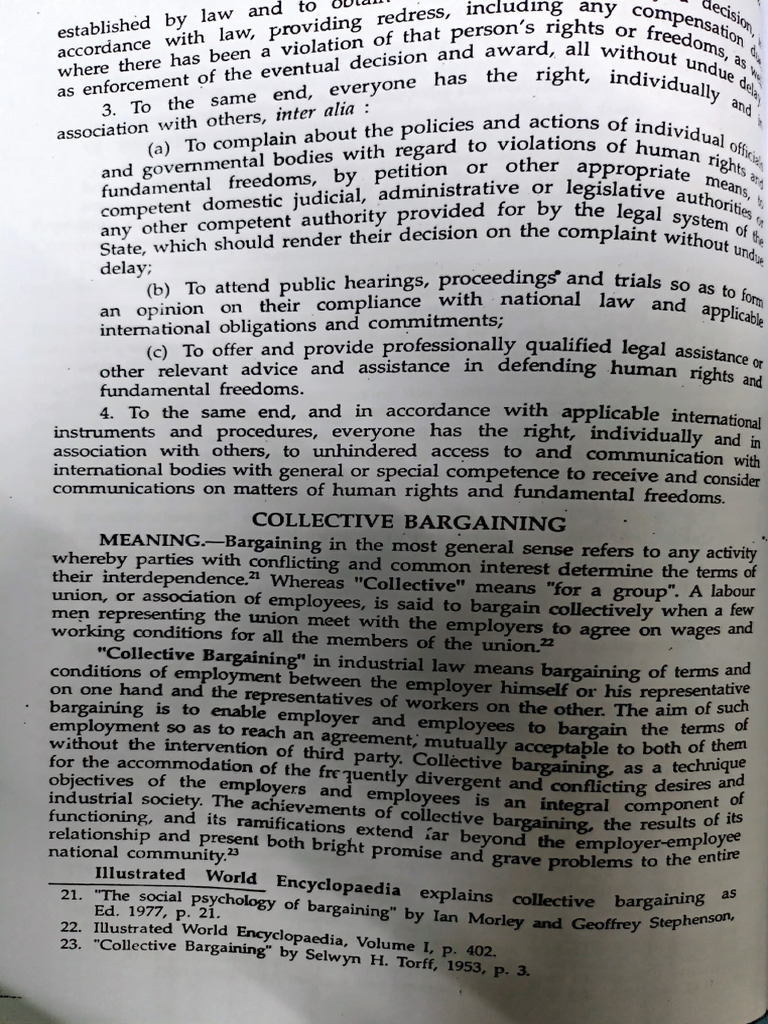 established by law and to obtain decision,
accordance with law, providing redress, including any compensation
where there has been a violation of that person's rights or freedoms, as
as enforcement of the eventual decision and award, all without undue
3. To the same end, everyone has the right, individually and
association with others, inter alia :
(a) To complain about the policies and actions of individual
and governmental bodies with regard to violations of human rights and
fundamental freedoms, by petition or other appropriate means,
competent domestic judicial, administrative or legislative authorities
any other competent authority provided for by the legal system of the
State, which should render their decision on the complaint without undue
delay;
(b) To attend public hearings, proceedings and trials so as to form
an opinion on their compliance with national law and applicable
international obligations and commitments;
(c) To offer and provide professionally qualified legal assistance or
other relevant advice and assistance in defending human rights and
fundamental freedoms.
4. To the same end, and in accordance with applicable international
instruments and procedures, everyone has the right, individually and in
association with others, to unhindered access to and communication with
international bodies with general or special competence to receive and consider
communications on matters of human rights and fundamental freedoms.
COLLECTIVE BARGAINING
MEANING.—Bargaining in the most general sense refers to any activity
whereby parties with conflicting and common interest determine the terms of
their interdependence.21 Whereas "Collective" means "for a group". A labour
union, or association of employees, is said to bargain collectively when a few
men representing the union meet with the employers to agree on wages and
working conditions for all the members of the union.22
"Collective Bargaining" in industrial law means bargaining of terms and
conditions of employment between the employer himself or his representative
on one hand and the representatives of workers on the other. The aim of such
bargaining is to enable employer and employees to bargain the terms of
employment so as to reach an agreement, mutually acceptable to both of them
without the intervention of third party. Collective bargaining, as a technique
for the accommodation of the frequently divergent and conflicting desires and
objectives of the employers and employees is an integral component of
industrial society. The achievements of collective bargaining, the results of its
functioning, and its ramifications extend far beyond the employer-employee
relationship and present both bright promise and grave problems to the entire
national community.23
Illustrated World Encyclopaedia explains collective bargaining as
21. "The social psychology of bargaining" by Ian Morley and Geoffrey Stephenson,
Ed. 1977, p. 21.
22. Illustrated World Encyclopaedia, Volume I, p. 402.
23. "Collective Bargaining" by Selwyn H. Torff, 1953, p. 3.